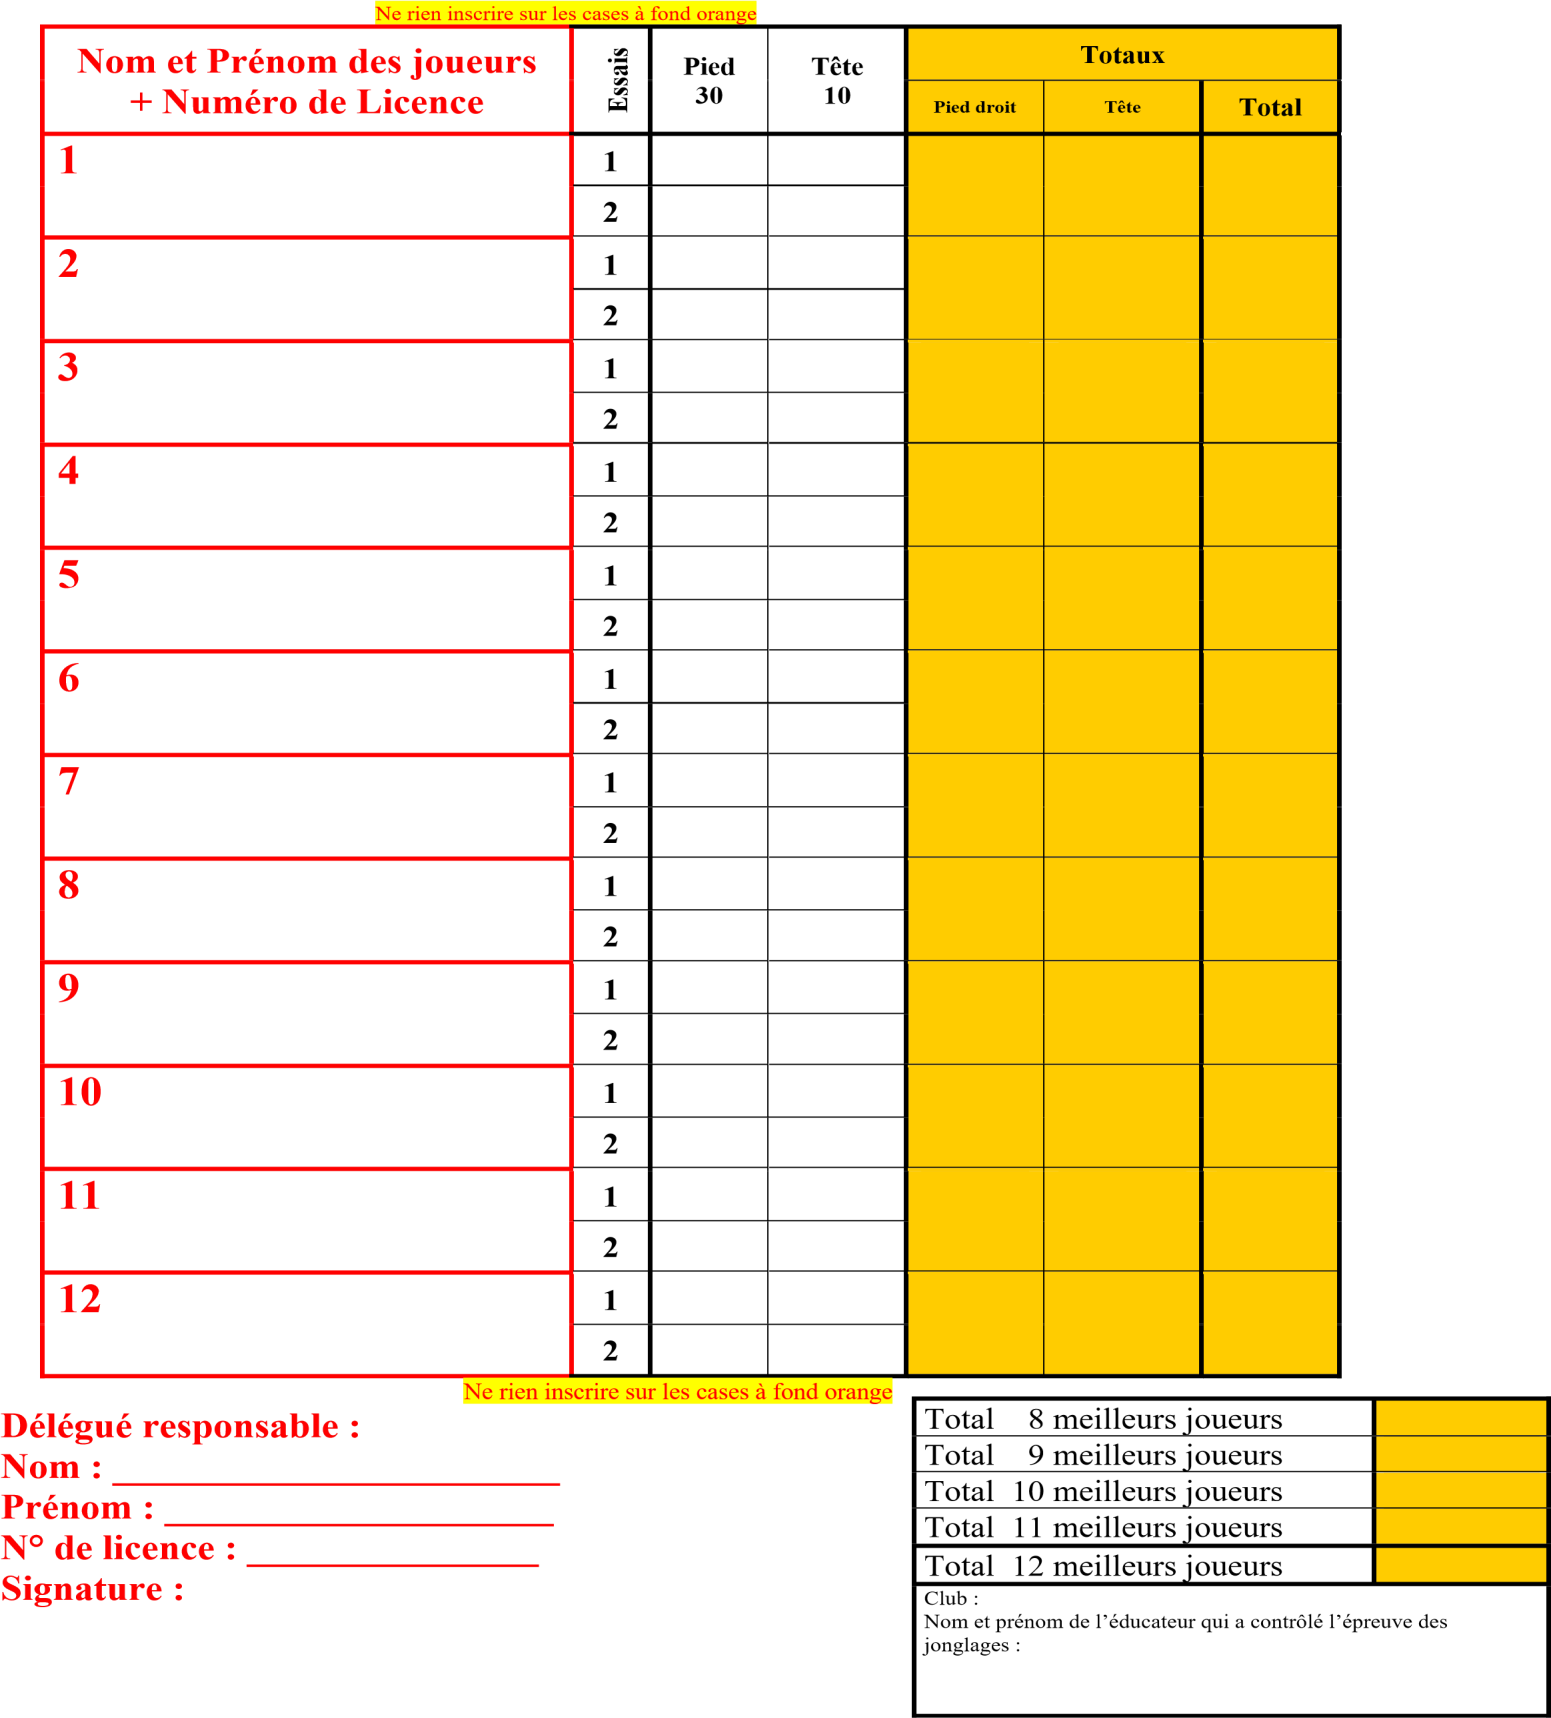 Ne rien inscrire sur les cases à fond orange
Nom et Prénom des joueurs
+ Numéro de Licence
Essais
Pied
30
Tête
10
Totaux
Pied droit
Tête
Total
1
1
2
2
1
2
3
1
2
4
1
2
5
1
2
6
1
2
7
1
2
8
1
2
9
1
2
10
1
2
11
1
2
12
1
2
Ne rien inscrire sur les cases à fond orange
Délégué responsable :
Nom : ______________________
Prénom : ___________________
N° de licence : ______________
Signature :
Total 8 meilleurs joueurs
Total 9 meilleurs joueurs
Total 10 meilleurs joueurs
Total 11 meilleurs joueurs
Total 12 meilleurs joueurs
Club :
Nom et prénom de l’éducateur qui a contrôlé l’épreuve des
jonglages :